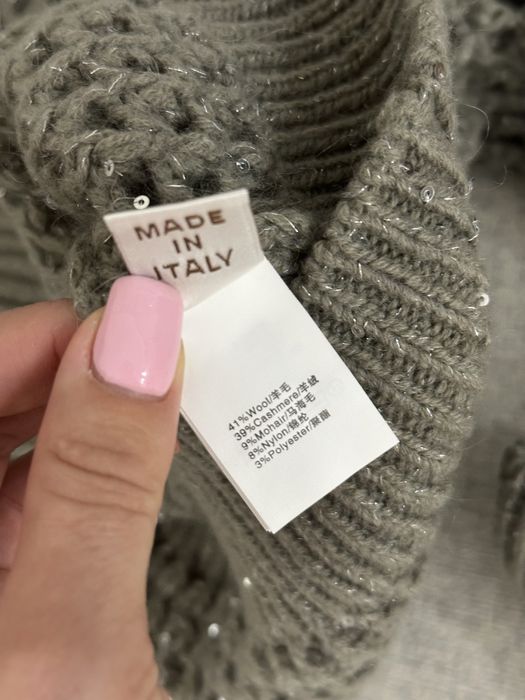 MADE
IN
ITALY
41%Wool/羊毛
39%Cashmere/羊绒
9%Mohair/马海毛
8%Nylon/锦纶
3%Polyester/聚酯